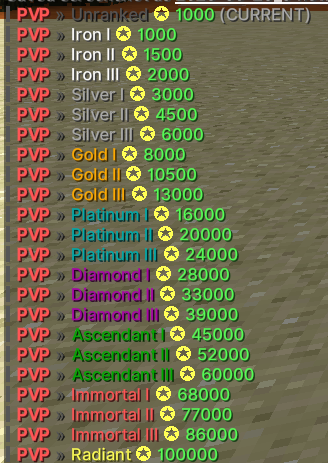 PVP » Unranked ✪ 1000 (CURRENT)
PVP » Iron I ✪ 1000
PVP » Iron II ✪ 1500
PVP » Iron III ✪ 2000
PVP » Silver I ✪ 3000
PVP » Silver II ✪ 4500
PVP » Silver III ✪ 6000
PVP » Gold I ✪ 8000
PVP » Gold II ✪ 10500
PVP » Gold III ✪ 13000
PVP » Platinum I ✪ 16000
PVP » Platinum II ✪ 20000
PVP » Platinum III ✪ 24000
PVP » Diamond I ✪ 28000
PVP » Diamond II ✪ 33000
PVP » Diamond III ✪ 39000
PVP » Ascendant I ✪ 45000
PVP » Ascendant II ✪ 52000
PVP » Ascendant III ✪ 60000
PVP » Immortal I ✪ 68000
PVP » Immortal II ✪ 77000
PVP » Immortal III ✪ 86000
PVP » Radiant ✪ 100000